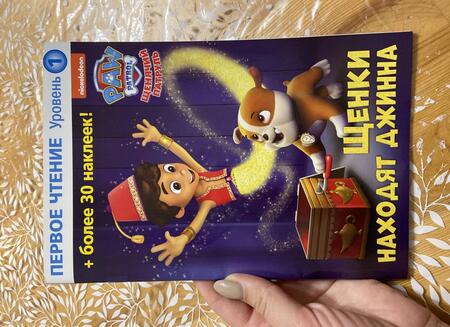 ПЕРВОЕ ЧТЕНИЕ Уровень 1
nickelodeon
PAW
PATROL
ЩЕНЯЧИЙ
ПАТРУЛЬ
+ более 30 наклеек!
ЩЕНКИ
НАХОДЯТ ДЖИННА